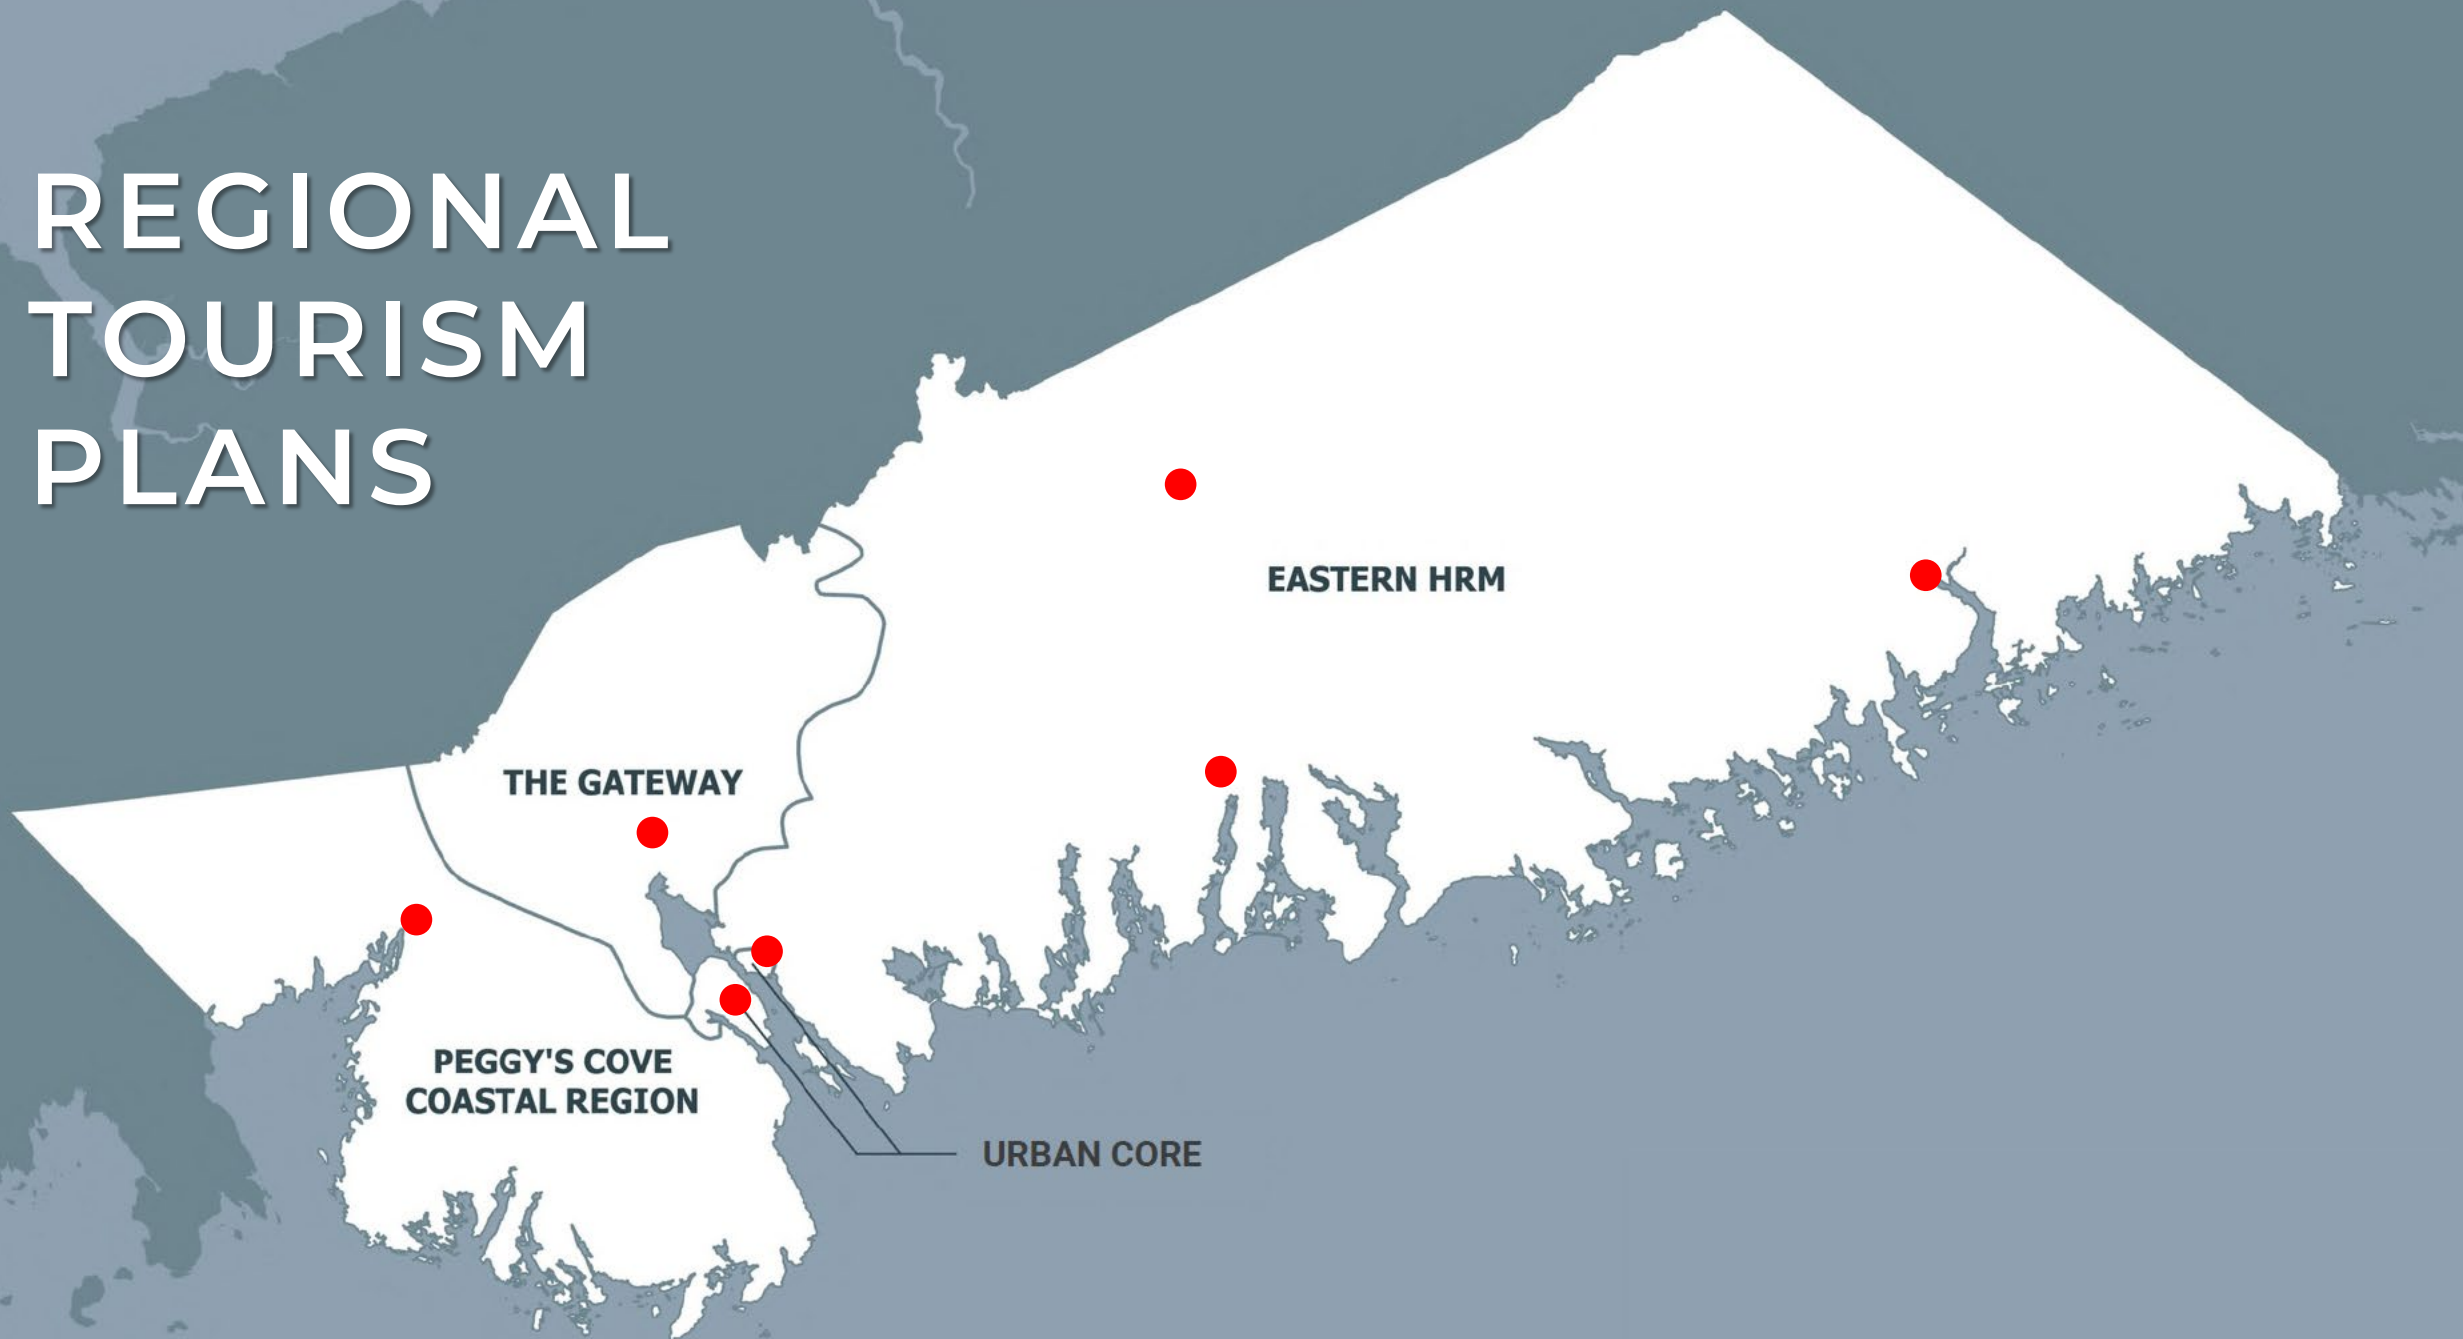 REGIONAL
TOURISM
PLANS
EASTERN HRM
THE GATEWAY
PEGGY'S COVE
COASTAL REGION
URBAN CORE